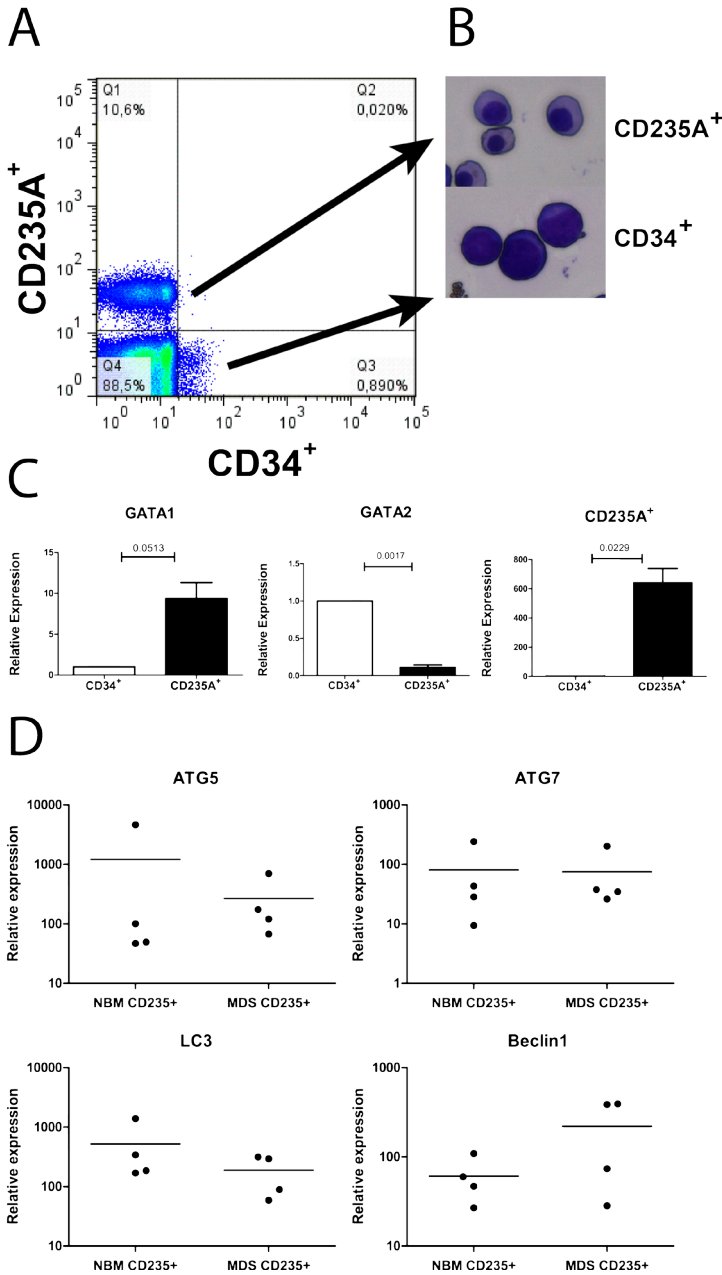 A
B
Q1
10,6%
Q2
0,020%
Q4
88,5%
Q3
0,890%
10⁵
10⁴
10³
10²
10¹
10⁰
CD235A⁺
10⁰ 10¹ 10² 10³ 10⁴ 10⁵
CD34⁺
CD235A⁺
CD34⁺
C
GATA1
Relative Expression
15
10
5
0
0.0513
CD34⁺ CD235A⁺
GATA2
Relative Expression
1.5
1.0
0.5
0.0
0.0017
CD34⁺ CD235A⁺
CD235A⁺
Relative Expression
800
600
400
200
0
0.0229
CD34⁺ CD235A⁺
D
ATG5
Relative expression
10000
1000
100
10
NBM CD235+ MDS CD235+
ATG7
Relative expression
1000
100
10
1
NBM CD235+ MDS CD235+
LC3
Relative expression
10000
1000
100
10
NBM CD235+ MDS CD235+
Beclin1
Relative expression
1000
100
10
NBM CD235+ MDS CD235+